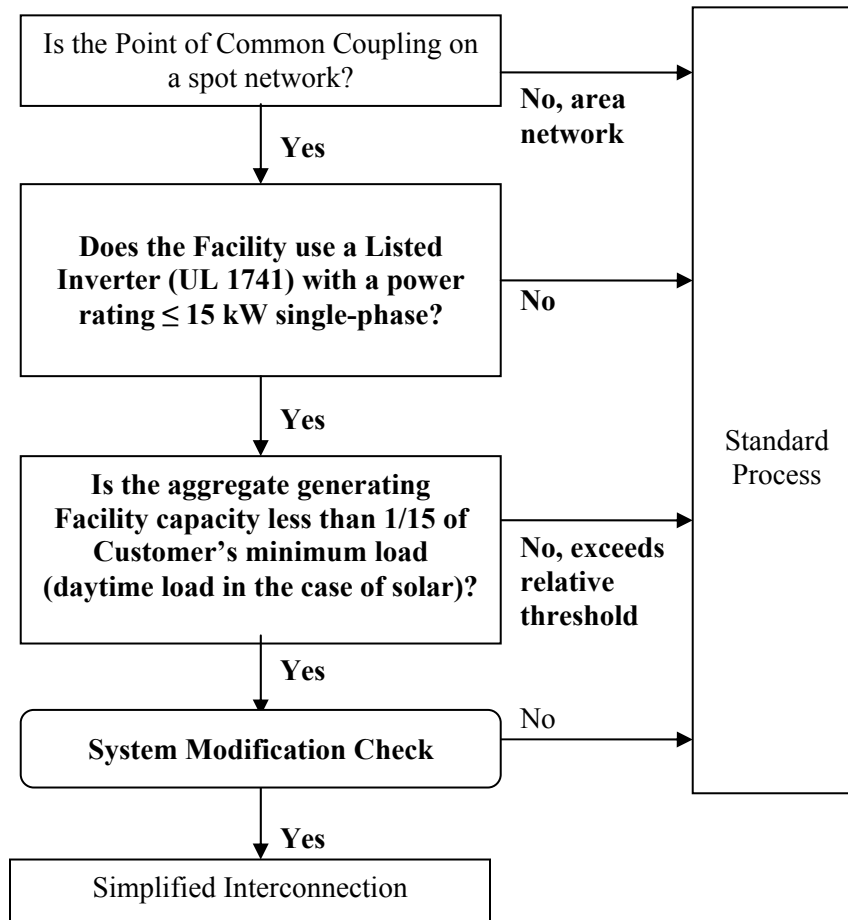 Is the Point of Common Coupling on
a spot network?
No, area
network
Yes
Does the Facility use a Listed
Inverter (UL 1741) with a power
rating ≤ 15 kW single-phase?
No
Yes
Is the aggregate generating
Facility capacity less than 1/15 of
Customer’s minimum load
(daytime load in the case of solar)?
No, exceeds
relative
threshold
Yes
System Modification Check
No
Yes
Simplified Interconnection
Standard
Process